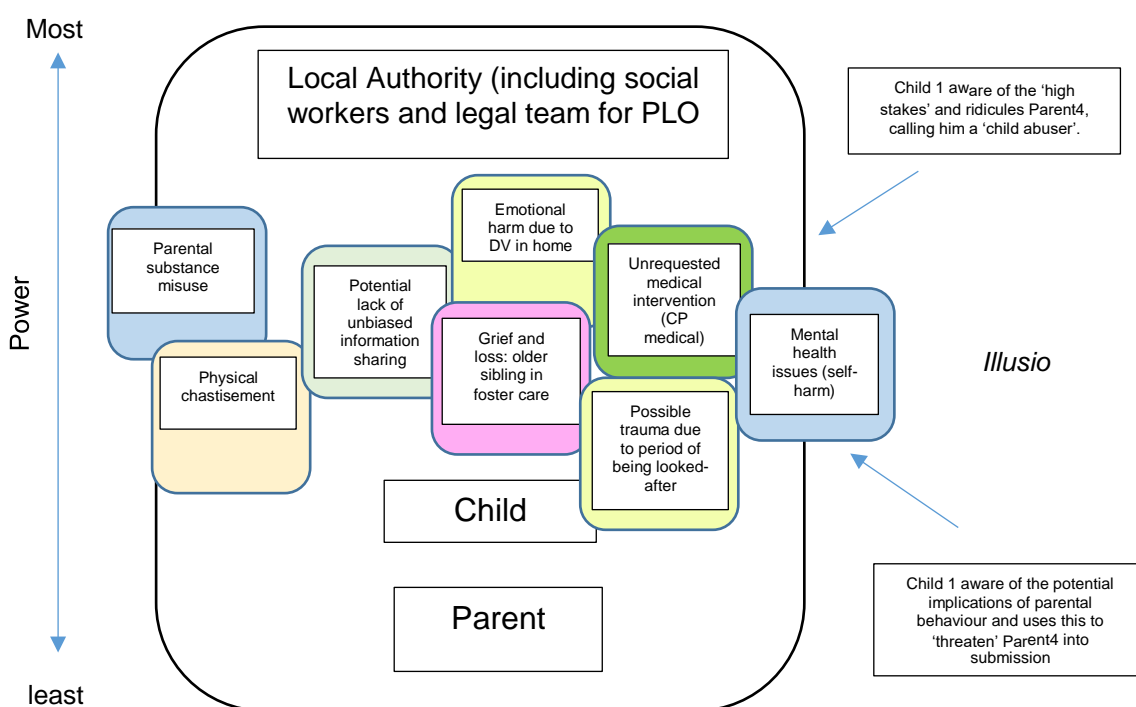 Most
Local Authority (including social
workers and legal team for PLO
Child 1 aware of the ‘high
stakes’ and ridicules Parent4,
calling him a ‘child abuser’.
Power
Parental
substance
misuse
Emotional
harm due to
DV in home
Potential
lack of
unbiased
information
sharing
Unrequested
medical
intervention
(CP
medical)
Physical
chastisement
Grief and
loss: older
sibling in
foster care
Mental
health
issues (self-
harm)
Illusio
Possible
trauma due
to period of
being looked-
after
Child
Parent
Child 1 aware of the potential
implications of parental
behaviour and uses this to
‘threaten’ Parent4 into
submission
least